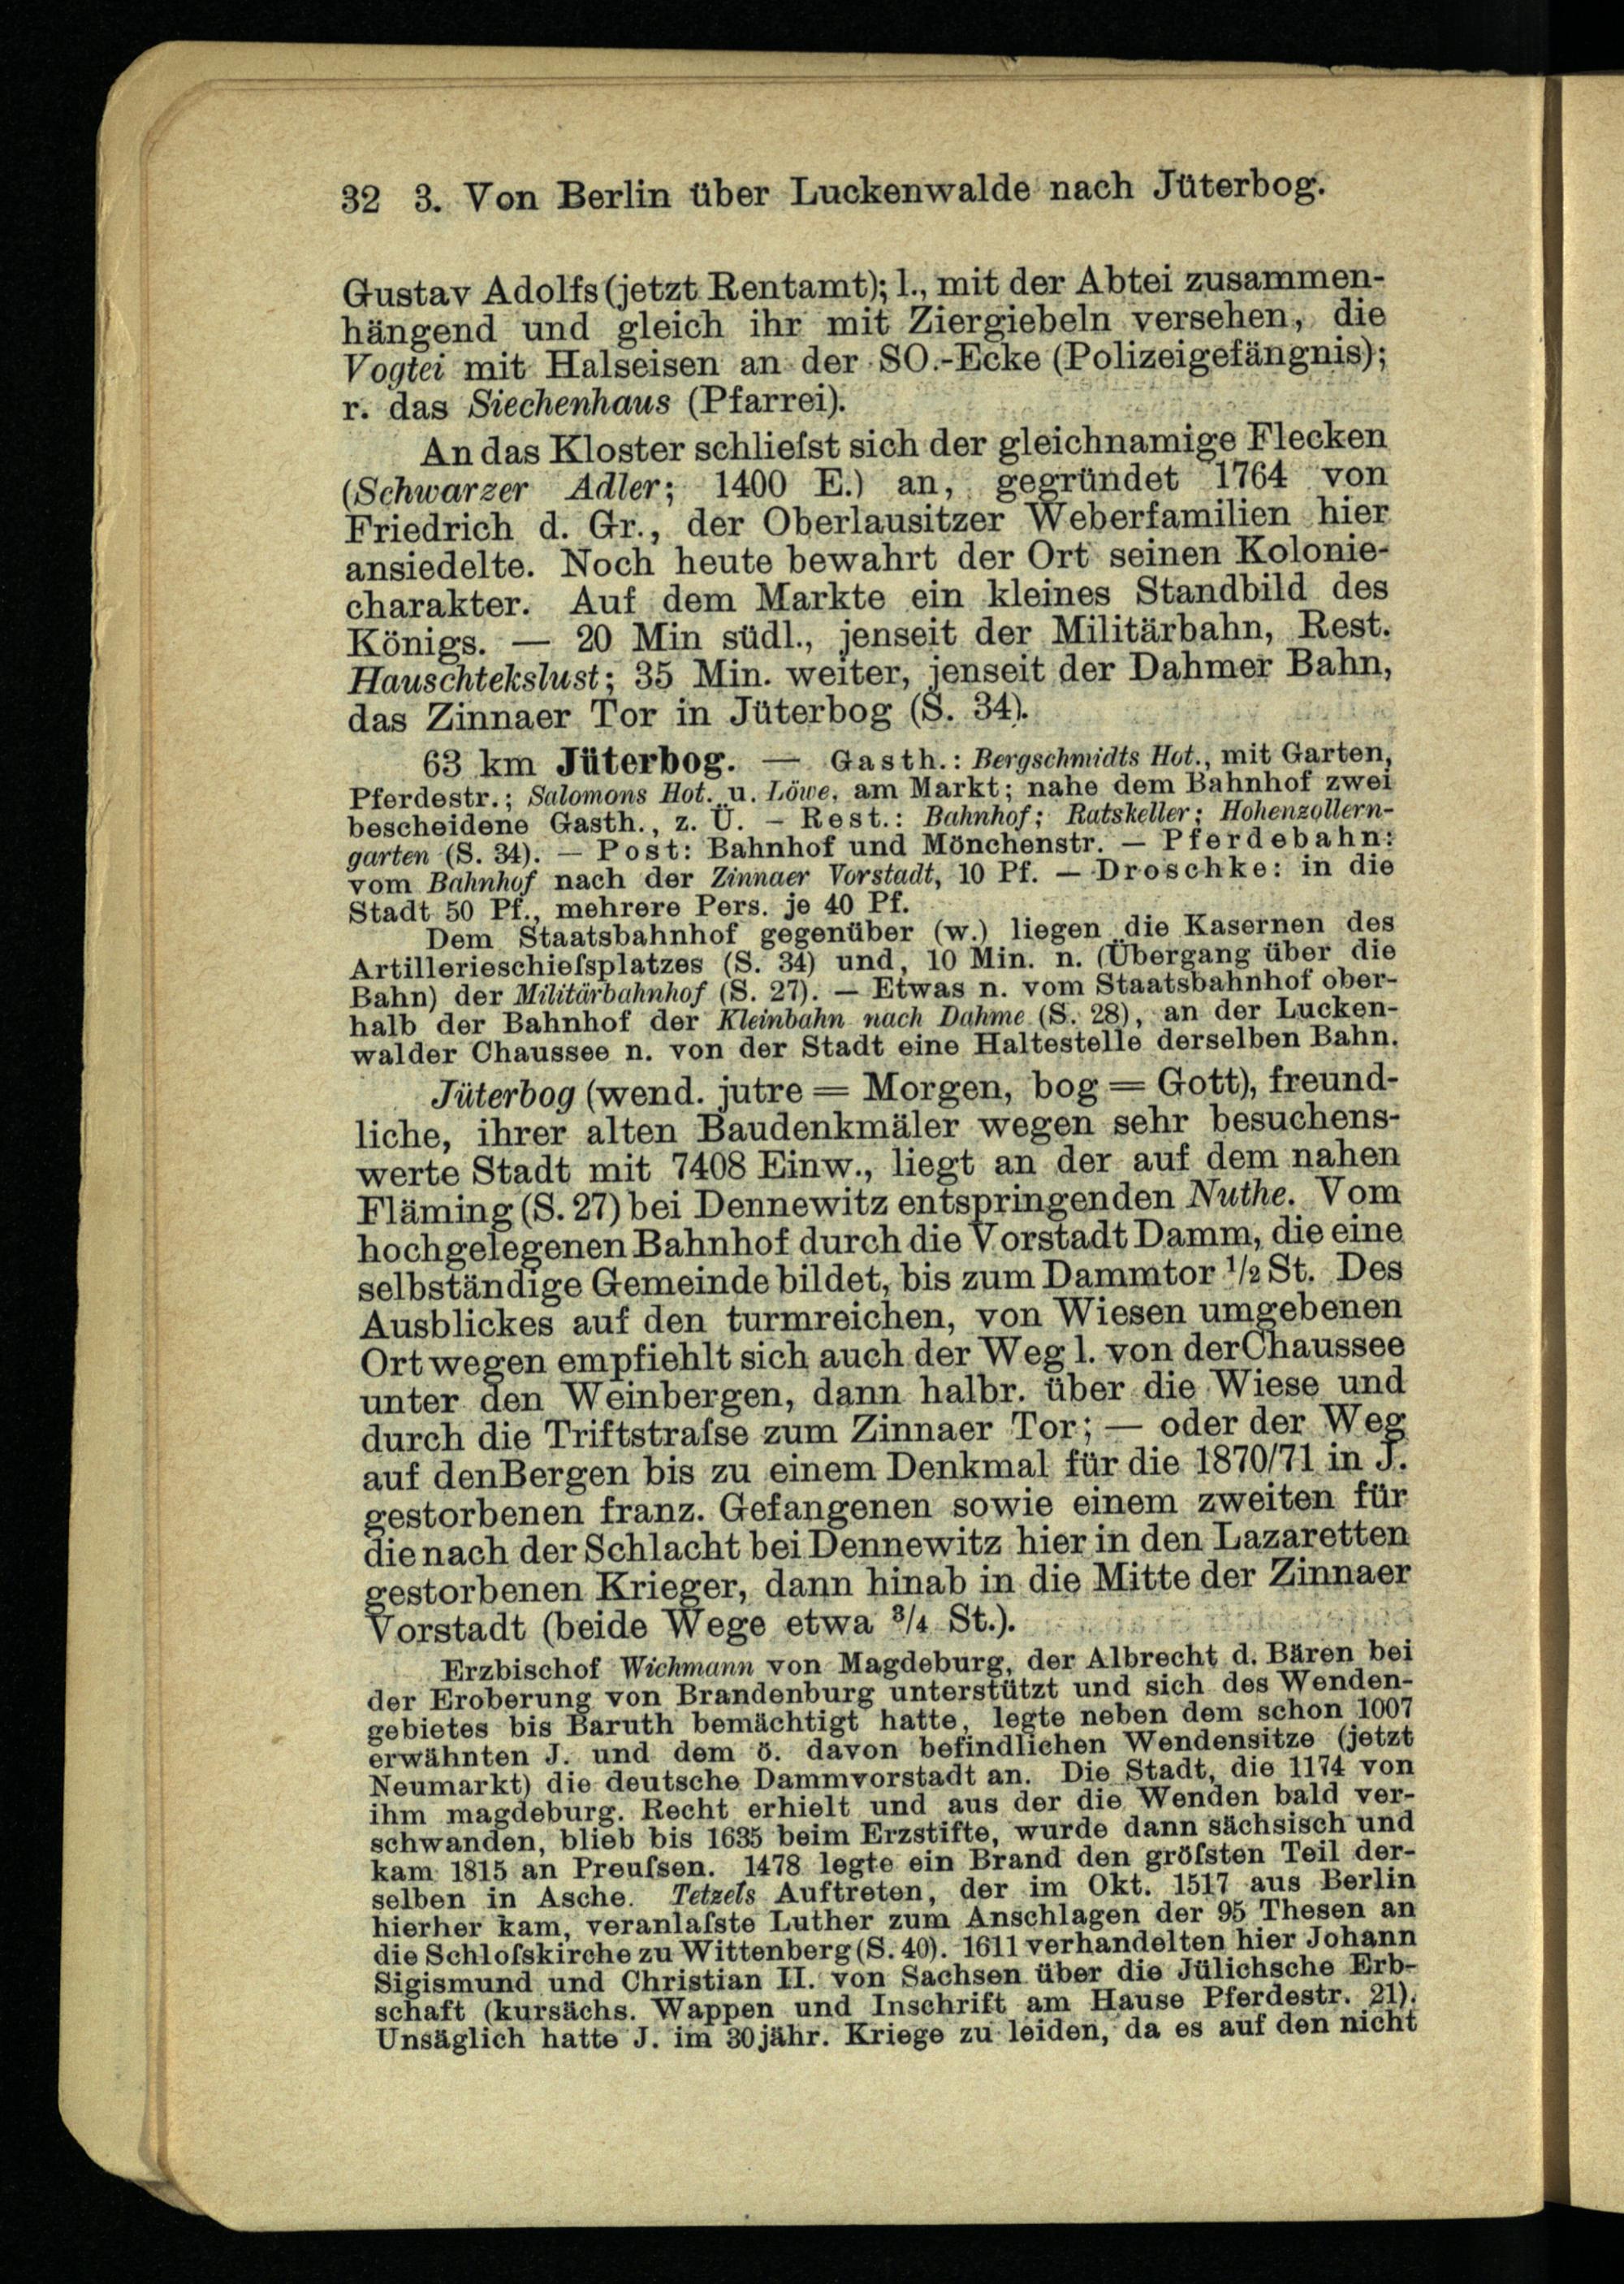 32 3. Von Berlin über Luckenwalde nach Jüterbog.
Gustav Adolfs (jetzt Rentamt); l., mit der Abtei zusammen-
hängend und gleich ihr mit Ziergiebeln versehen, die
Vogtei mit Halseisen an der SO.-Ecke (Polizeigefängnis);
r. das Siechenhaus (Pfarrei).
An das Kloster schlieſst sich der gleichnamige Flecken
(Schwarzer Adler; 1400 E.) an, gegründet 1764 von
Friedrich d. Gr., der Oberlausitzer Weberfamilien hier
ansiedelte. Noch heute bewahrt der Ort seinen Kolonie-
charakter. Auf dem Markte ein kleines Standbild des
Königs. — 20 Min südl., jenseit der Militärbahn, Rest.
Hauschtekslust; 35 Min. weiter, jenseit der Dahmer Bahn,
das Zinnaer Tor in Jüterbog (S. 34).
63 km Jüterbog. — Gasth.: Bergschmidts Hot., mit Garten,
Pferdestr.; Salomons Hot. u. Löwe, am Markt; nahe dem Bahnhof zwei
bescheidene Gasth., z. Ü. – Rest.: Bahnhof; Ratskeller; Hohenzollern-
garten (S. 34). — Post: Bahnhof und Mönchenstr. — Pferdebahn:
vom Bahnhof nach der Zinnaer Vorstadt, 10 Pf. — Droschke: in die
Stadt 50 Pf., mehrere Pers. je 40 Pf.
Dem Staatsbahnhof gegenüber (w.) liegen die Kasernen des
Artillerieschieſsplatzes (S. 34) und, 10 Min. n. (Übergang über die
Bahn) der Militärbahnhof (S. 27). — Etwas n. vom Staatsbahnhof ober-
halb der Bahnhof der Kleinbahn nach Dahme (S. 28), an der Lucken-
walder Chaussee n. von der Stadt eine Haltestelle derselben Bahn.
Jüterbog (wend. jutre = Morgen, bog = Gott), freund-
liche, ihrer alten Baudenkmäler wegen sehr besuchens-
werte Stadt mit 7408 Einw., liegt an der auf dem nahen
Fläming (S. 27) bei Dennewitz entspringenden Nuthe. Vom
hochgelegenen Bahnhof durch die Vorstadt Damm, die eine
selbständige Gemeinde bildet, bis zum Dammtor ½ St. Des
Ausblickes auf den turmreichen, von Wiesen umgebenen
Ort wegen empfiehlt sich auch der Weg l. von der Chaussee
unter den Weinbergen, dann halbr. über die Wiese und
durch die Triftstraſse zum Zinnaer Tor; — oder der Weg
auf den Bergen bis zu einem Denkmal für die 1870/71 in J.
gestorbenen franz. Gefangenen sowie einem zweiten für
die nach der Schlacht bei Dennewitz hier in den Lazaretten
gestorbenen Krieger, dann hinab in die Mitte der Zinnaer
Vorstadt (beide Wege etwa ¾ St.).
Erzbischof Wichmann von Magdeburg, der Albrecht d. Bären bei
der Eroberung von Brandenburg unterstützt und sich des Wenden-
gebietes bis Baruth bemächtigt hatte, legte neben dem schon 1007
erwähnten J. und dem ö. davon befindlichen Wendensitze (jetzt
Neumarkt) die deutsche Dammvorstadt an. Die Stadt, die 1174 von
ihm magdeburg. Recht erhielt und aus der die Wenden bald ver-
schwanden, blieb bis 1635 beim Erzstifte, wurde dann sächsisch und
kam 1815 an Preuſsen. 1478 legte ein Brand den gröſsten Teil der-
selben in Asche. Tetzels Auftreten, der im Okt. 1517 aus Berlin
hierher kam, veranlaſste Luther zum Anschlagen der 95 Thesen an
die Schloſskirche zu Wittenberg (S. 40). 1611 verhandelten hier Johann
Sigismund und Christian II. von Sachsen über die Jülichsche Erb-
schaft (kursächs. Wappen und Inschrift am Hause Pferdestr. 21).
Unsäglich hatte J. im 30jähr. Kriege zu leiden, da es auf den nicht